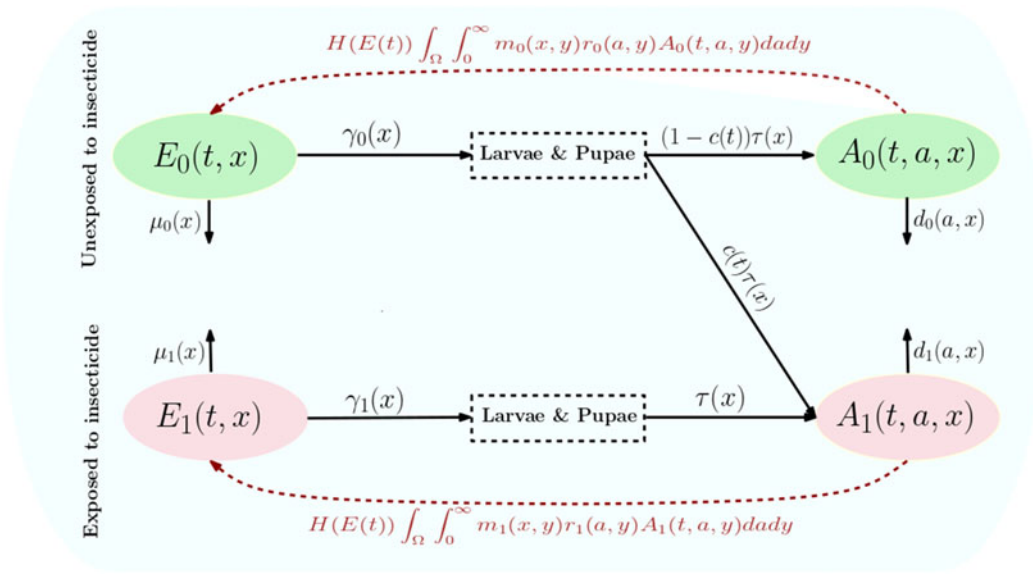 H(E(t)) ∫_Ω ∫_0^∞ m_0(x, y)r_0(a, y)A_0(t, a, y)dady
Unexposed to insecticide
E_0(t, x)
γ_0(x)
Larvae & Pupae
(1 − c(t))τ(x)
A_0(t, a, x)
μ_0(x)
d_0(a, x)
c(t)τ(x)
Exposed to insecticide
μ_1(x)
d_1(a, x)
E_1(t, x)
γ_1(x)
Larvae & Pupae
τ(x)
A_1(t, a, x)
H(E(t)) ∫_Ω ∫_0^∞ m_1(x, y)r_1(a, y)A_1(t, a, y)dady